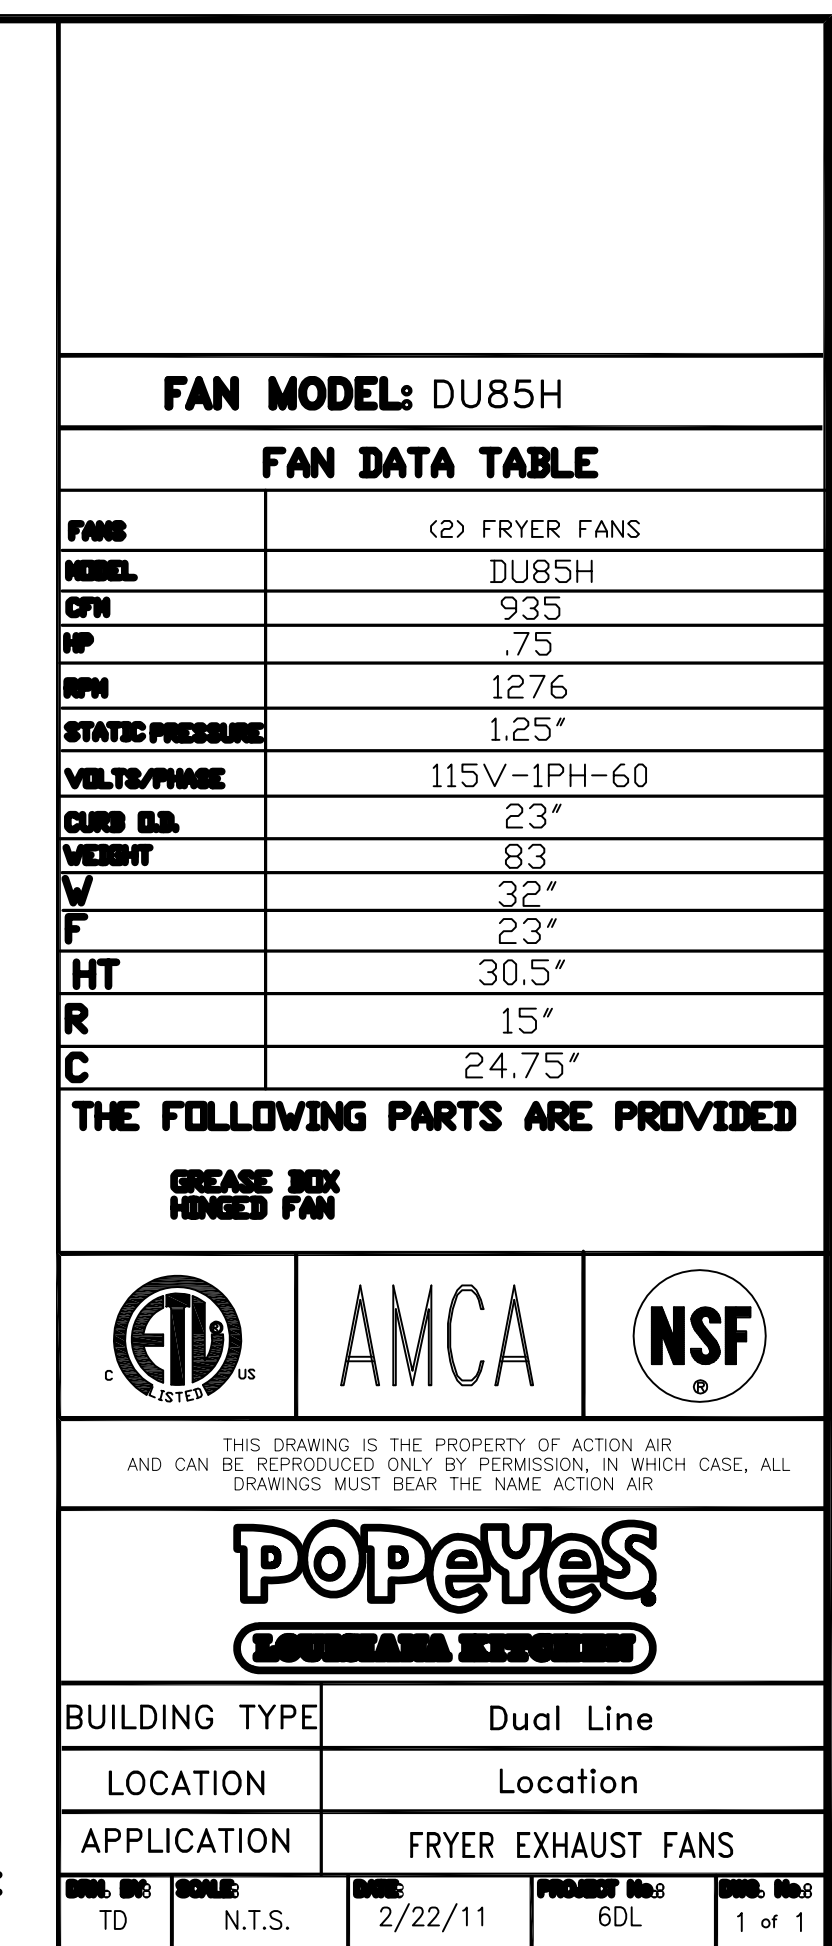 FAN MODEL: DU85H
FAN DATA TABLE
FANS (2) FRYER FANS
MODEL DU85H
CFM 935
HP .75
RPM 1276
STATIC PRESSURE 1.25"
VOLTS/PHASE 115V-1PH-60
CURB O.D. 23"
WEIGHT 83
W 32"
F 23"
HT 30.5"
R 15"
C 24.75"
THE FOLLOWING PARTS ARE PROVIDED
GREASE BOX
HINGED FAN
C ETL® US
LISTED
AMCA
NSF
®
THIS DRAWING IS THE PROPERTY OF ACTION AIR
AND CAN BE REPRODUCED ONLY BY PERMISSION, IN WHICH CASE, ALL
DRAWINGS MUST BEAR THE NAME ACTION AIR
POPEYES
LOUISIANA KITCHEN
BUILDING TYPE Dual Line
LOCATION Location
APPLICATION FRYER EXHAUST FANS
DRN. BY: SCALE: DATE: PROJECT No.: DWG. No.:
TD N.T.S. 2/22/11 6DL 1 of 1